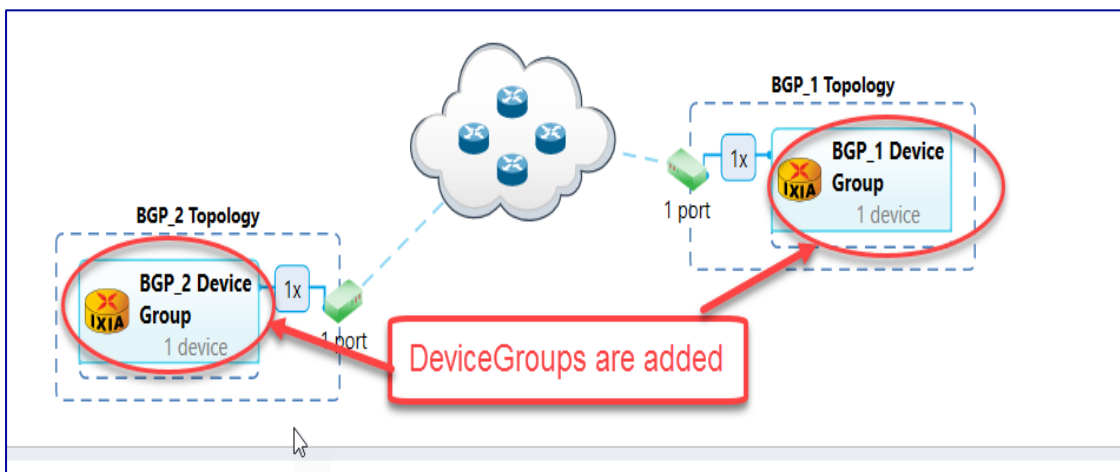 BGP_1 Topology
1x
BGP_1 Device
Group
IXIA
1 port
1 device
BGP_2 Topology
BGP_2 Device
1x
Group
IXIA
1 device
1 port
DeviceGroups are added